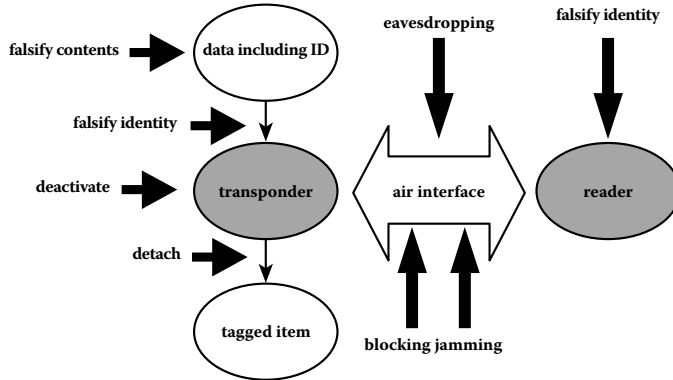 eavesdropping
falsify identity
falsify contents
data including ID
falsify identity
deactivate
transponder
air interface
reader
detach
tagged item
blocking jamming